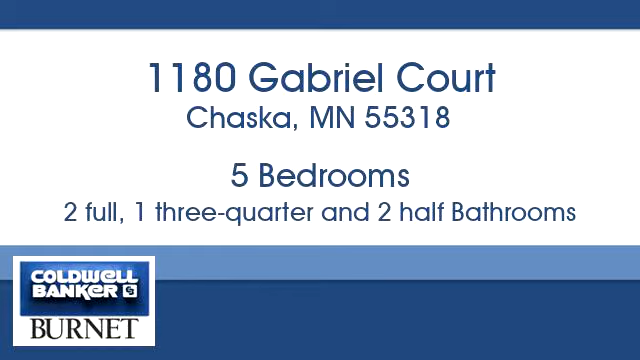 1180 Gabriel Court
Chaska, MN 55318
5 Bedrooms
2 full, 1 three-quarter and 2 half Bathrooms
COLDWELL
BANKER CB
BURNET